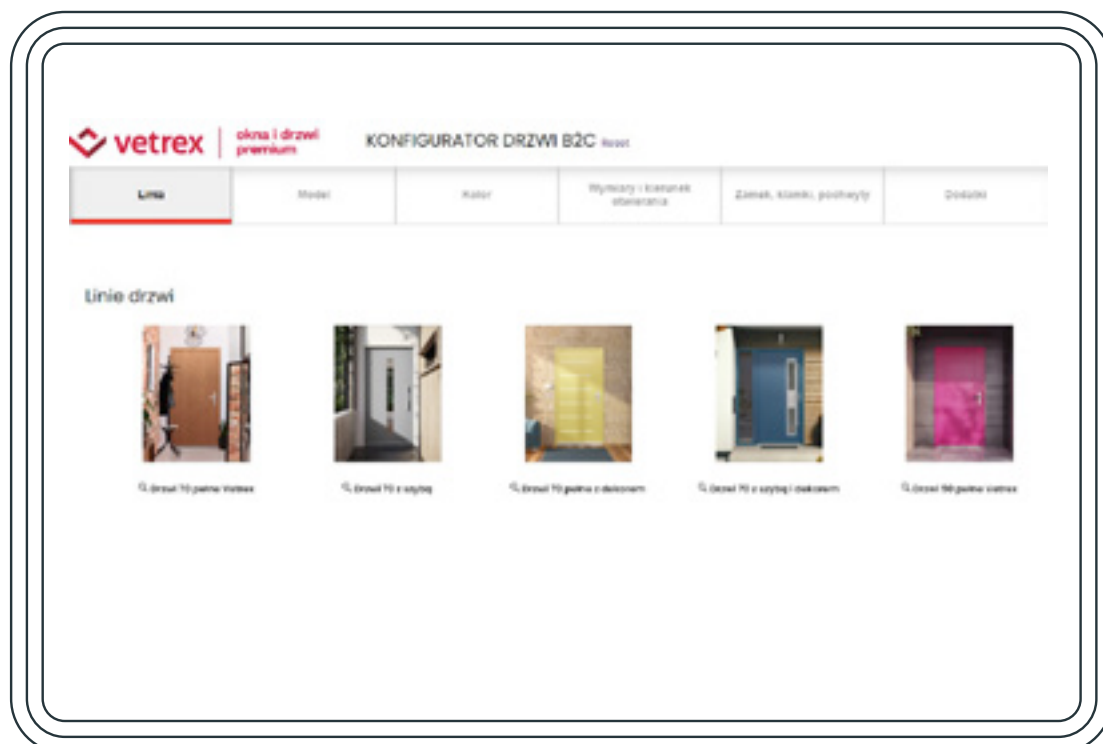 vetrex
okna i drzwi
premium
KONFIGURATOR DRZWI B2C Reset
Linia
Model
Kolor
Wymiary i kierunek
otwierania
Zamek, klamki, pochwyty
Dodatki
Linie drzwi
Drzwi 70 pełne Vetrex
Drzwi 70 z szybą
Drzwi 70 pełne z dekorem
Drzwi 70 z szybą i dekorem
Drzwi 90 pełne Vetrex